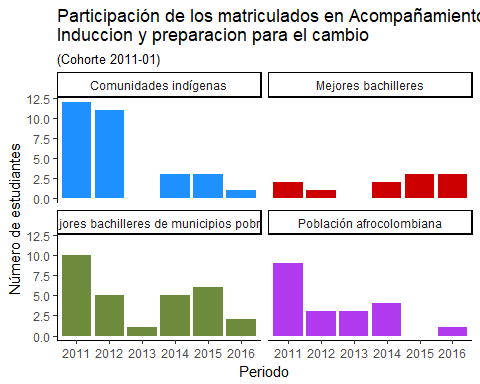 Participación de los matriculados en Acompañamiento
Induccion y preparacion para el cambio
(Cohorte 2011-01)
Comunidades indígenas
Mejores bachilleres
12.5
10.0
7.5
5.0
2.5
0.0
jores bachilleres de municipios pobr
Población afrocolombiana
12.5
10.0
7.5
5.0
2.5
0.0
2011 2012 2013 2014 2015 2016
2011 2012 2013 2014 2015 2016
Número de estudiantes
Periodo